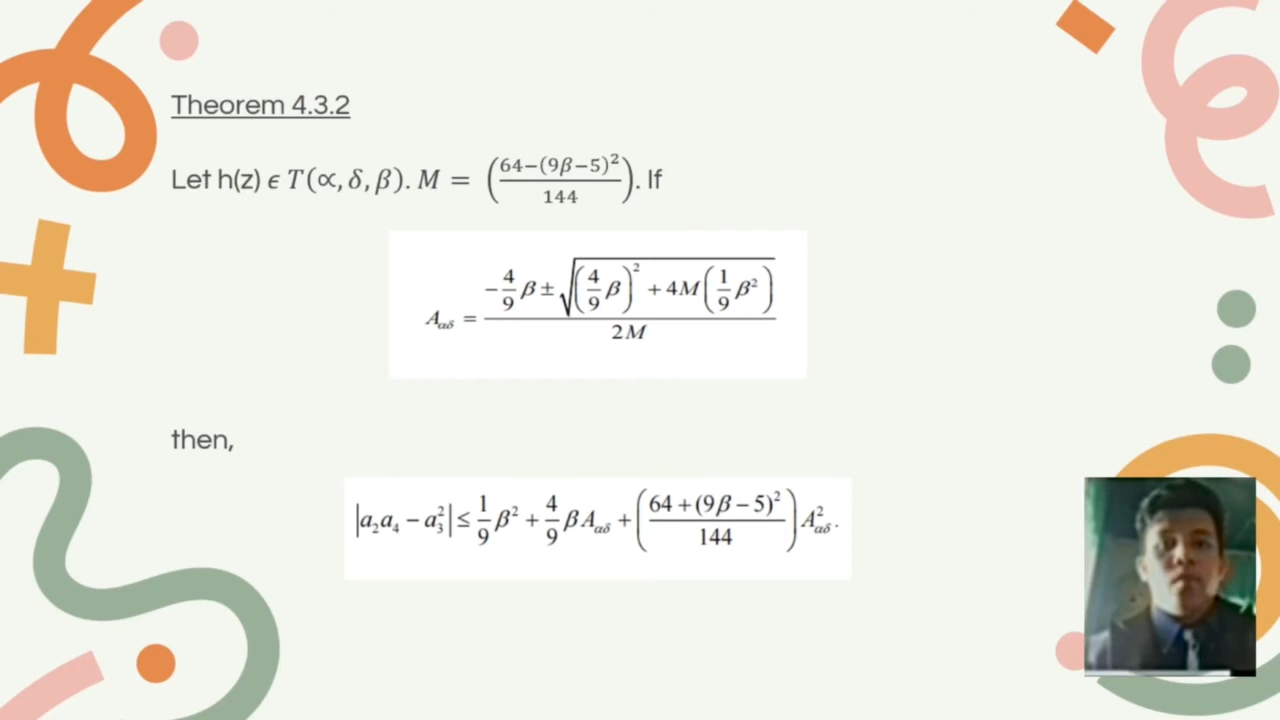 Theorem 4.3.2
Let h(z) ϵ T(∝, δ, β). M = ((64−(9β−5)²)/144). If
A_αδ = (−4/9 β ± √((4/9 β)² + 4M(1/9 β²)))/(2M)
then,
|a₂a₄ − a₃²| ≤ 1/9 β² + 4/9 β A_αδ + ((64+(9β−5)²)/144) A²_αδ.